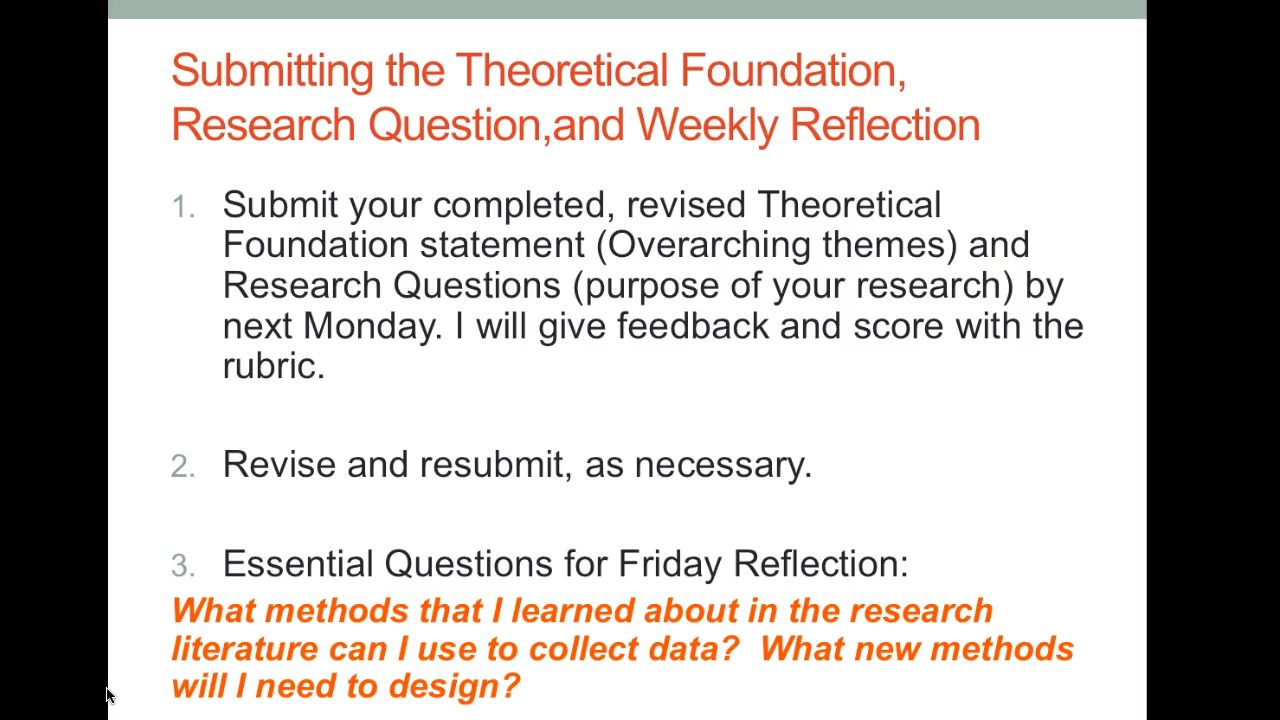 Submitting the Theoretical Foundation,
Research Question,and Weekly Reflection
1. Submit your completed, revised Theoretical
Foundation statement (Overarching themes) and
Research Questions (purpose of your research) by
next Monday. I will give feedback and score with the
rubric.
2. Revise and resubmit, as necessary.
3. Essential Questions for Friday Reflection:
What methods that I learned about in the research
literature can I use to collect data?  What new methods
will I need to design?